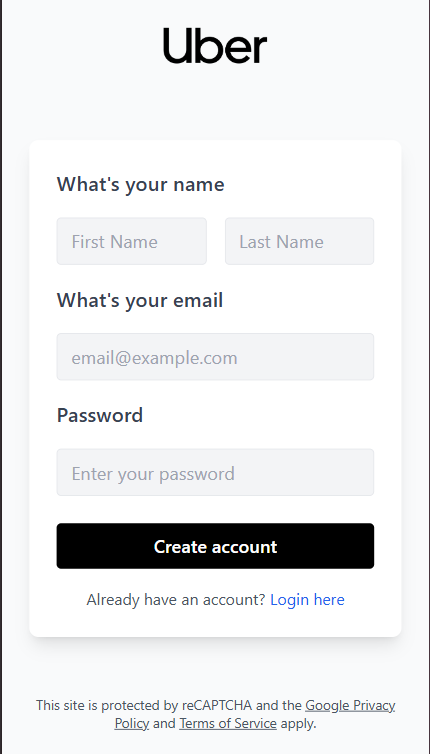 Uber
What's your name
First Name Last Name
What's your email
email@example.com
Password
Enter your password
Create account
Already have an account? Login here
This site is protected by reCAPTCHA and the Google Privacy
Policy and Terms of Service apply.